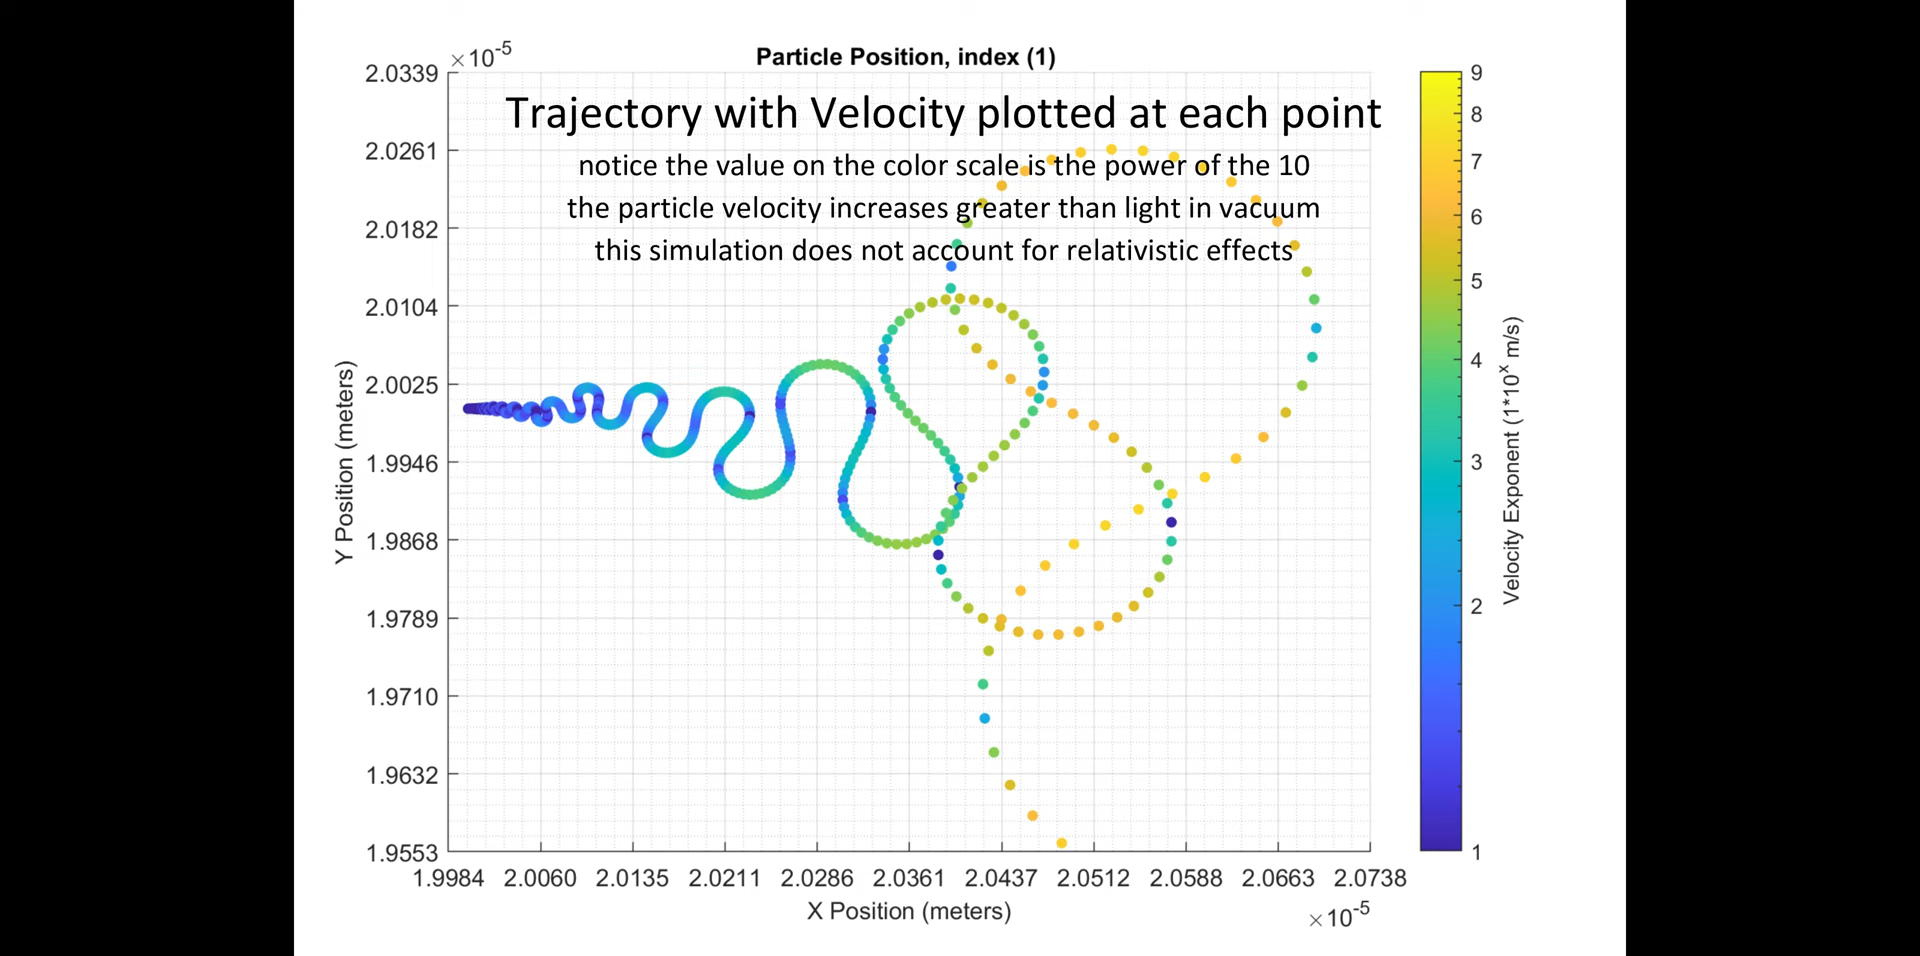 ×10-5
Particle Position, index (1)
Trajectory with Velocity plotted at each point
notice the value on the color scale is the power of the 10
the particle velocity increases greater than light in vacuum
this simulation does not account for relativistic effects
2.0339
2.0261
2.0182
2.0104
2.0025
1.9946
1.9868
1.9789
1.9710
1.9632
1.9553
Y Position (meters)
1.9984 2.0060 2.0135 2.0211 2.0286 2.0361 2.0437 2.0512 2.0588 2.0663 2.0738
X Position (meters)
×10-5
9
8
7
6
5
4
3
2
1
Velocity Exponent (1*10x m/s)